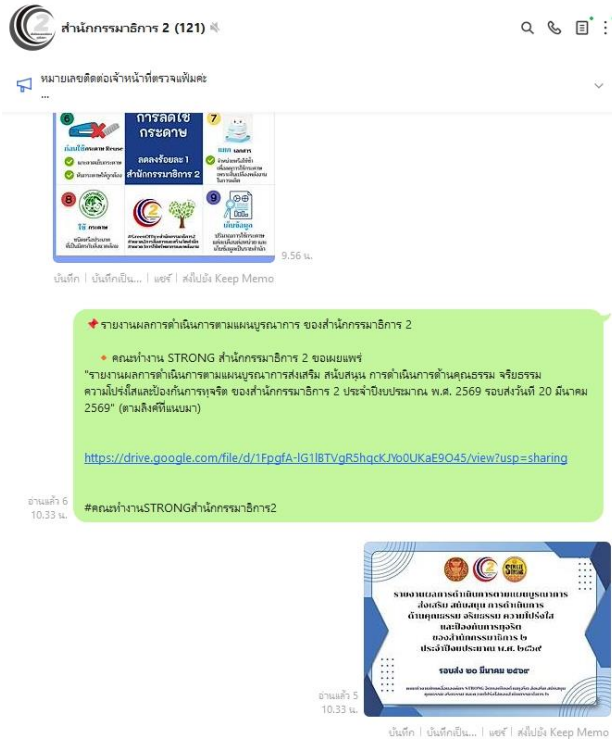 สำนักกรรมาธิการ 2 (121)
หมายเลขติดต่อเจ้าหน้าที่ตรวจแฟ้มค่ะ
...
6
การลดใช้
กระดาษ
7
ลดลงร้อยละ 1
สำนักกรรมาธิการ 2
8
9
ใช้ กระดาษ
เก็บข้อมูล
9.56 น.
บันทึก | บันทึกเป็น... | แชร์ | ส่งไปยัง Keep Memo
📌รายงานผลการดำเนินการตามแผนบูรณาการ ของสำนักกรรมาธิการ 2
🔸คณะทำงาน STRONG สำนักกรรมาธิการ 2 ขอเผยแพร่
"รายงานผลการดำเนินการตามแผนบูรณาการส่งเสริม สนับสนุน การดำเนินการด้านคุณธรรม จริยธรรม
ความโปร่งใสและป้องกันการทุจริต ของสำนักกรรมาธิการ 2 ประจำปีงบประมาณ พ.ศ. 2569 รอบส่งวันที่ 20 มีนาคม
2569" (ตามลิงค์ที่แนบมา)
https://drive.google.com/file/d/1FpgfA-lG1lBTVgR5hqcKJYo0UKaE9O45/view?usp=sharing
#คณะทำงานSTRONGสำนักกรรมาธิการ2
อ่านแล้ว 6
10.33 น.
รายงานผลการดำเนินการตามแผนบูรณาการ
ส่งเสริม สนับสนุน การดำเนินการ
ด้านคุณธรรม จริยธรรม ความโปร่งใส
และป้องกันการทุจริต
ของสำนักกรรมาธิการ ๒
ประจำปีงบประมาณ พ.ศ. ๒๕๖๙
รอบส่ง ๒๐ มีนาคม ๒๕๖๙
อ่านแล้ว 5
10.33 น.
บันทึก | บันทึกเป็น... | แชร์ | ส่งไปยัง Keep Memo